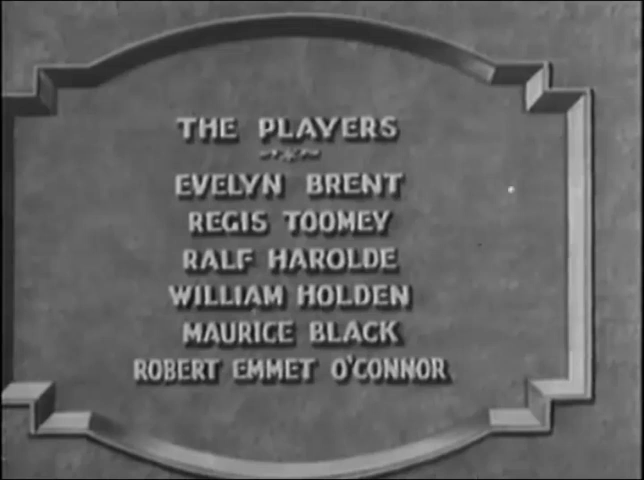 THE PLAYERS
EVELYN BRENT
REGIS TOOMEY
RALF HAROLDE
WILLIAM HOLDEN
MAURICE BLACK
ROBERT EMMET O'CONNOR